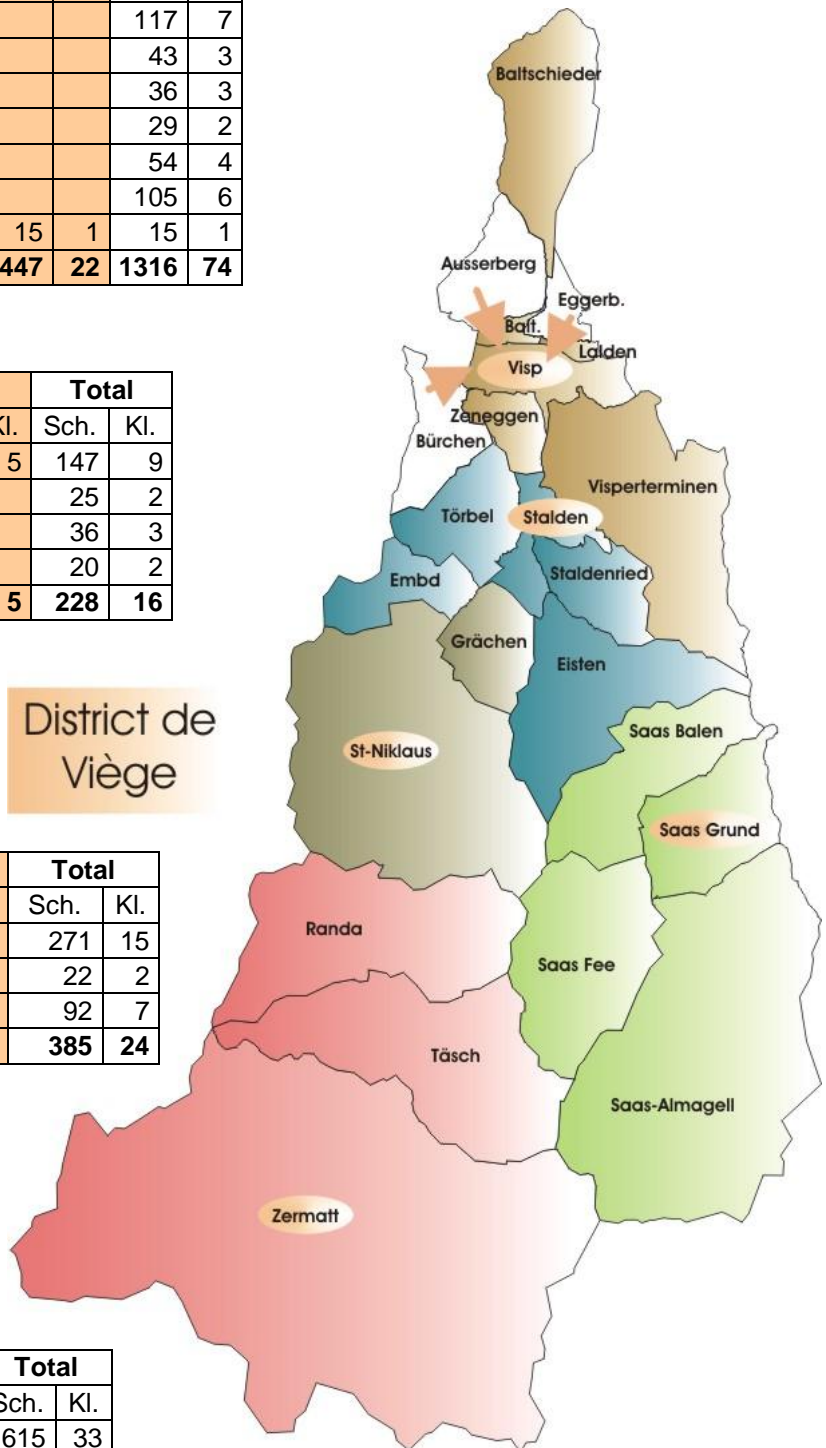 117 7
43 3
36 3
29 2
54 4
105 6
15 1 15 1
447 22 1316 74
Total
Kl. Sch. Kl.
5 147 9
25 2
36 3
20 2
5 228 16
District de
Viège
Total
Sch. Kl.
271 15
22 2
92 7
385 24
Total
Sch. Kl.
615 33
Baltschieder
Ausserberg
Eggerb.
Balt.
Lalden
Visp
Zeneggen
Bürchen
Visperterminen
Törbel
Stalden
Embd
Staldenried
Grächen
Eisten
St-Niklaus
Saas Balen
Saas Grund
Randa
Saas Fee
Täsch
Saas-Almagell
Zermatt